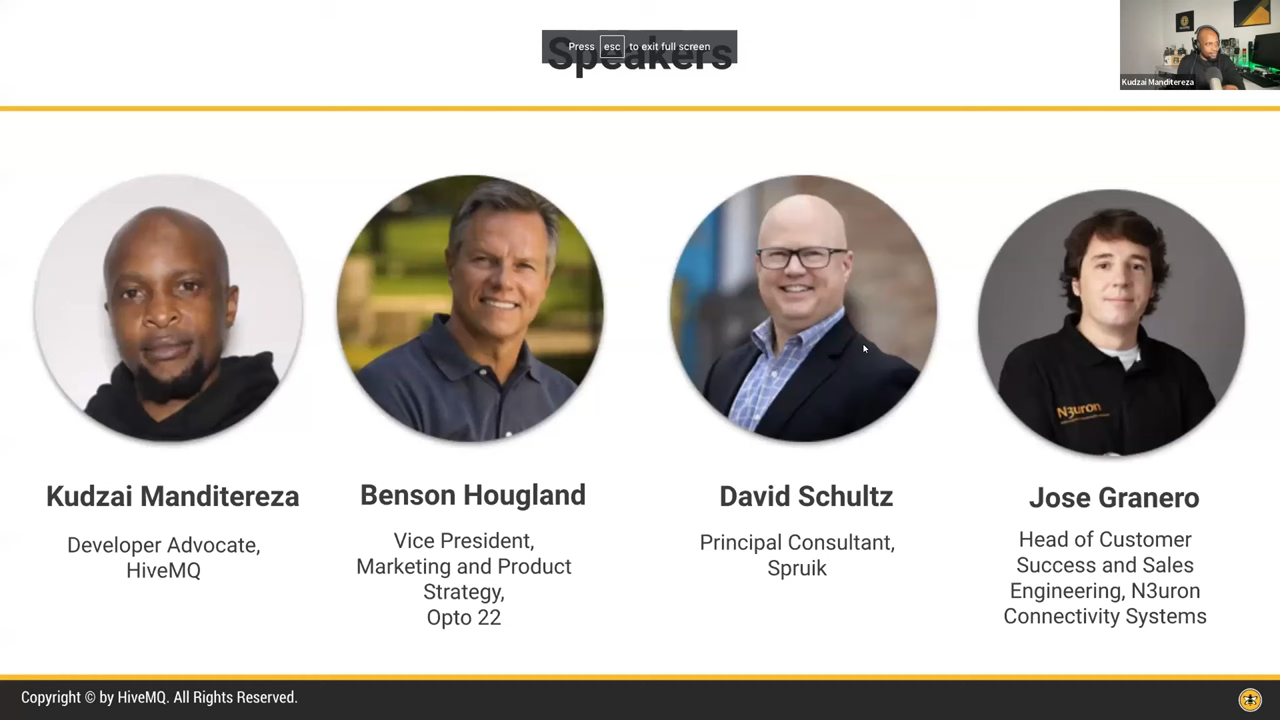 Speakers
Press esc to exit full screen
Kudzai Manditereza
N3uron
Kudzai Manditereza
Developer Advocate,
HiveMQ
Benson Hougland
Vice President,
Marketing and Product
Strategy,
Opto 22
David Schultz
Principal Consultant,
Spruik
Jose Granero
Head of Customer
Success and Sales
Engineering, N3uron
Connectivity Systems
Copyright © by HiveMQ. All Rights Reserved.